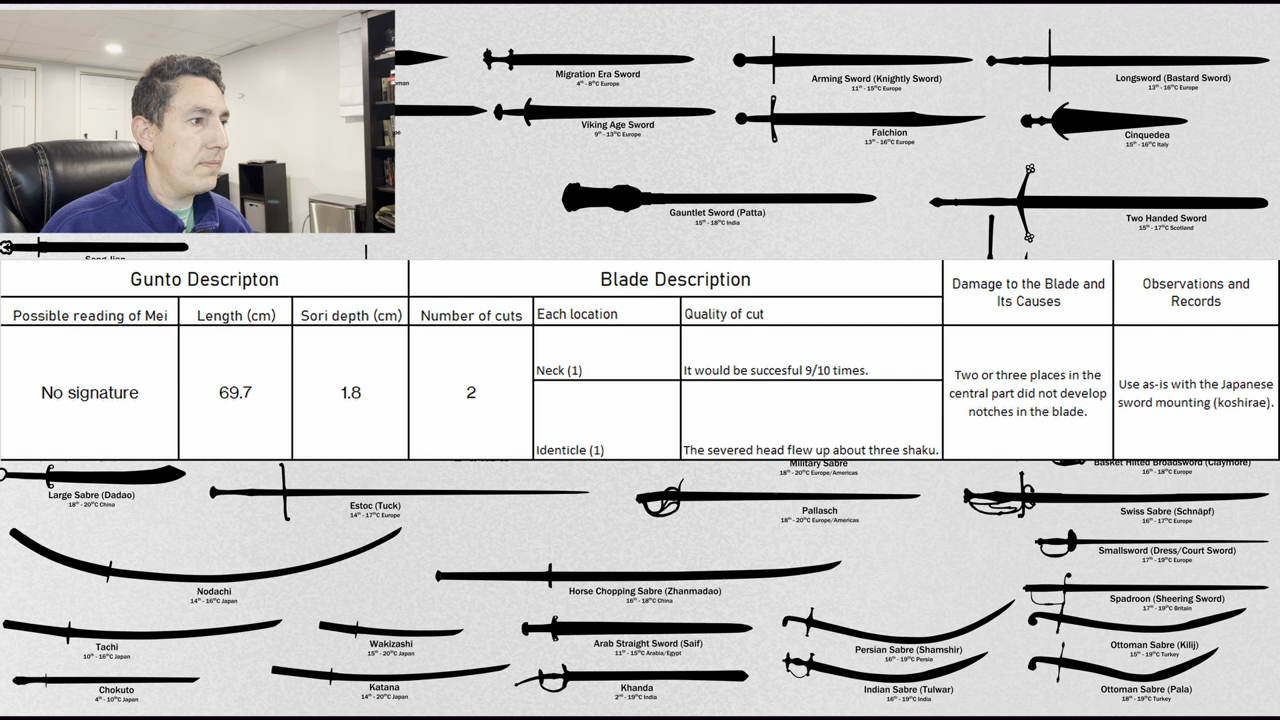 Migration Era Sword
4th - 8thC Europe
Arming Sword (Knightly Sword)
11th - 15thC Europe
Longsword (Bastard Sword)
13th - 16thC Europe
Viking Age Sword
9th - 13thC Europe
Falchion
13th - 16thC Europe
Cinquedea
15th - 16thC Italy
Gauntlet Sword (Patta)
15th - 18thC India
Two Handed Sword
15th - 17thC Scotland
Gunto Descripton
Blade Description
Damage to the Blade and
Its Causes
Observations and
Records
Possible reading of Mei
Length (cm)
Sori depth (cm)
Number of cuts
Each location
Quality of cut
No signature
69.7
1.8
2
Neck (1)
It would be succesful 9/10 times.
Identicle (1)
The severed head flew up about three shaku.
Two or three places in the
central part did not develop
notches in the blade.
Use as-is with the Japanese
sword mounting (koshirae).
Military Sabre
18th - 20thC Europe/Americas
Basket Hilted Broadsword (Claymore)
16th - 18thC Europe
Large Sabre (Dadao)
18th - 20thC China
Estoc (Tuck)
14th - 17thC Europe
Pallasch
18th - 20thC Europe/Americas
Swiss Sabre (Schnapf)
16th - 17thC Europe
Smallsword (Dress/Court Sword)
17th - 19thC Europe
Nodachi
14th - 16thC Japan
Horse Chopping Sabre (Zhanmadao)
16th - 18thC China
Spadroon (Sheering Sword)
17th - 19thC Britain
Tachi
10th - 16thC Japan
Wakizashi
15th - 20thC Japan
Arab Straight Sword (Saif)
11th - 15thC Arabia/Egypt
Persian Sabre (Shamshir)
16th - 19thC Persia
Ottoman Sabre (Kilij)
15th - 19thC Turkey
Chokuto
4th - 10thC Japan
Katana
14th - 20thC Japan
Khanda
2nd - 19thC India
Indian Sabre (Tulwar)
16th - 19thC India
Ottoman Sabre (Pala)
18th - 19thC Turkey